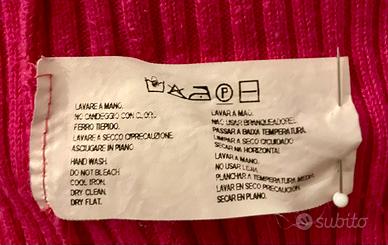 P
LAVARE A MANO.
NO CANDEGGIO CON CLORO.
FERRO TIEPIDO.
LAVARE A SECCO C/PRECAUZIONE.
ASCIUGARE IN PIANO.
HAND WASH.
DO NOT BLEACH
COOL IRON.
DRY CLEAN.
DRY FLAT.
LAVAR A MAO.
NAO USAR BRANQUEADORES.
PASSAR A BAIXA TEMPERATURA.
LIMPAR A SECO C/CUIDADO
SECAR NA HORIZONTAL.
LAVAR A MANO.
NO USAR LEJIA.
PLANCHAR A TEMPERATURA MEDIA.
LAVAR EN SECO PRECAUCION.
SECAR EN PLANO.
subito